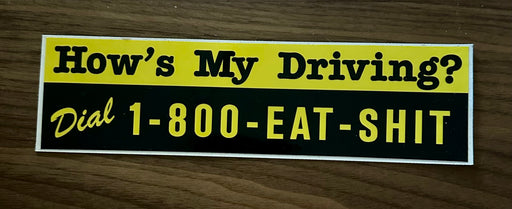 How's My Driving?
Dial 1-800-EAT-SHIT